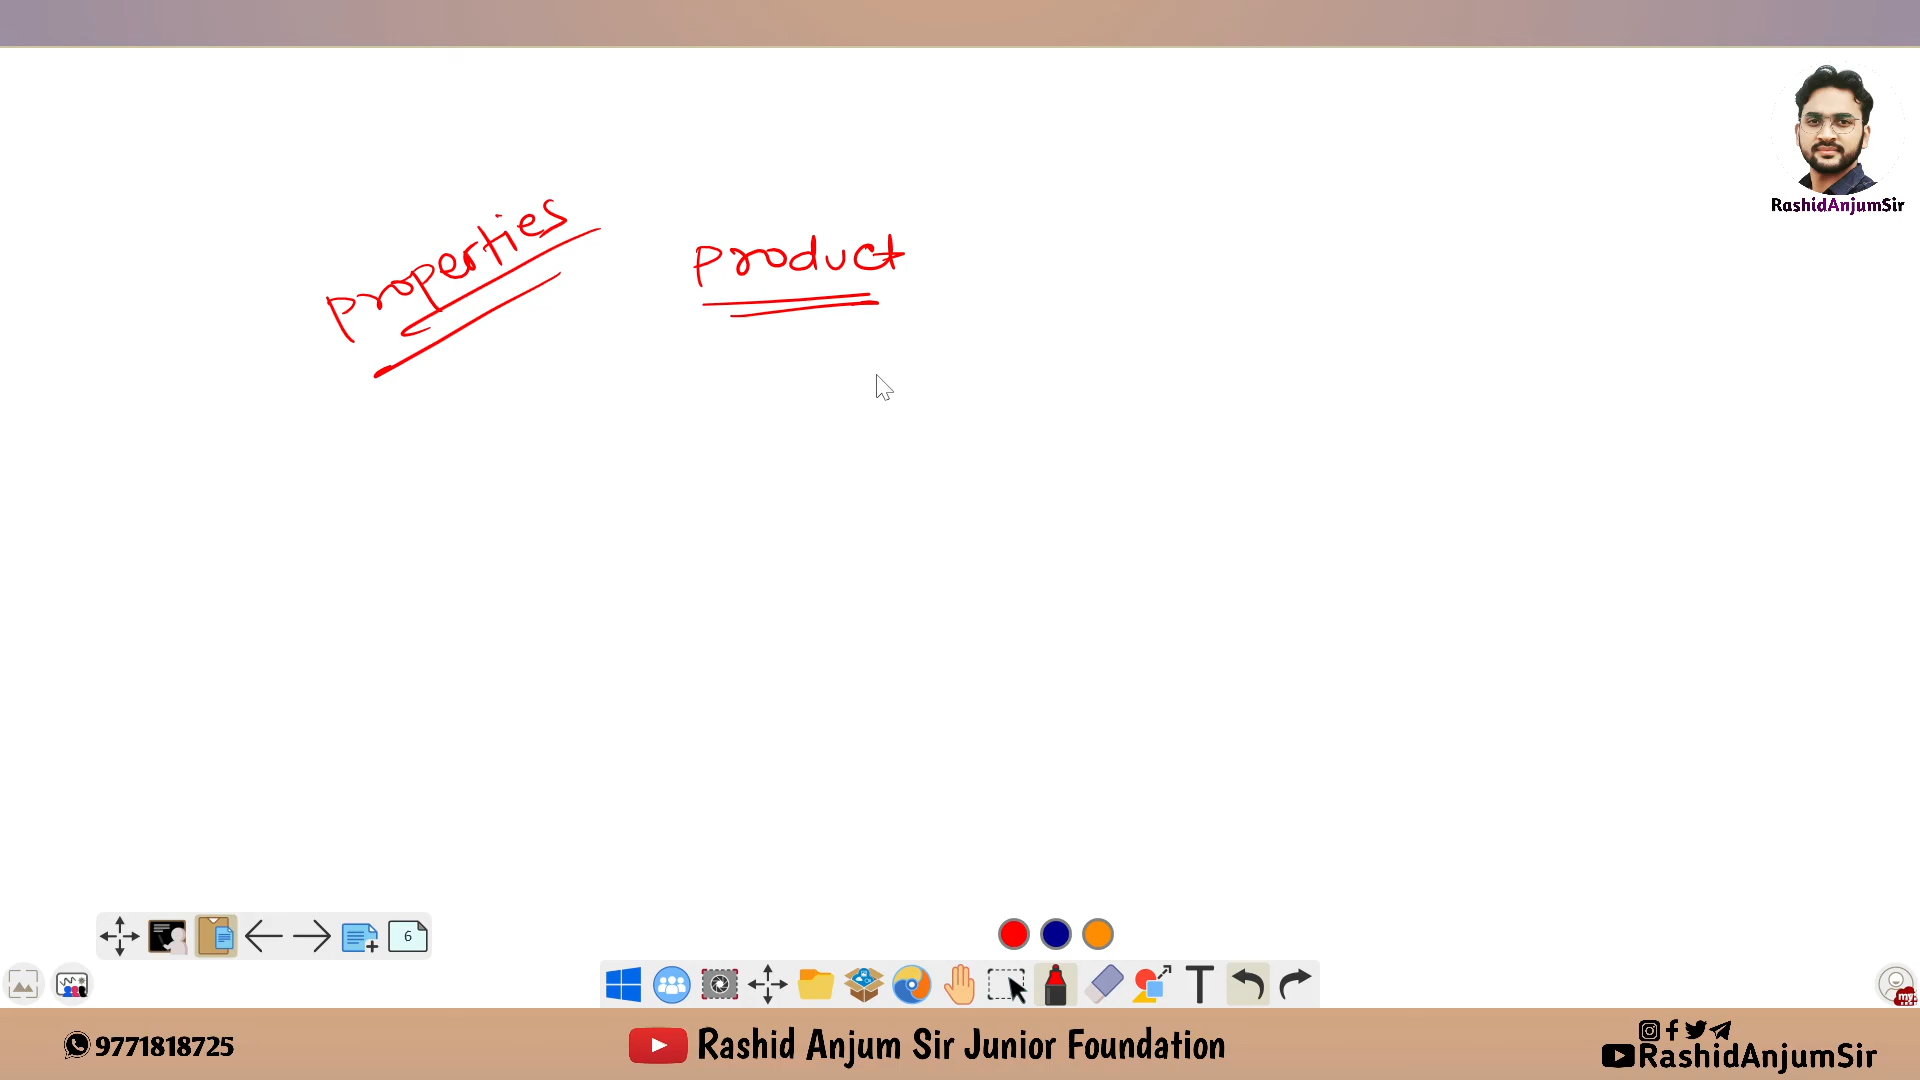 RashidAnjumSir
properties
product
6
9771818725
Rashid Anjum Sir Junior Foundation
RashidAnjumSir